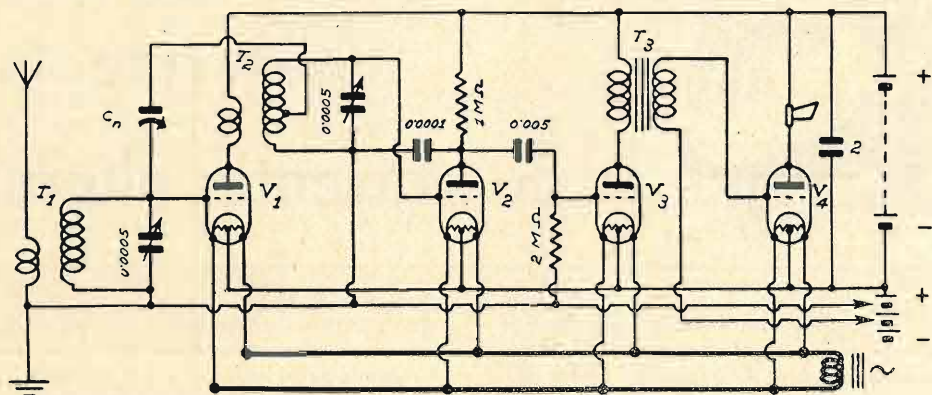 T1
0.0005
Cn
T2
0.0005
V1
0.0001
1 MΩ
V2
0.005
2 MΩ
V3
T3
V4
2
+
-
+
-
~